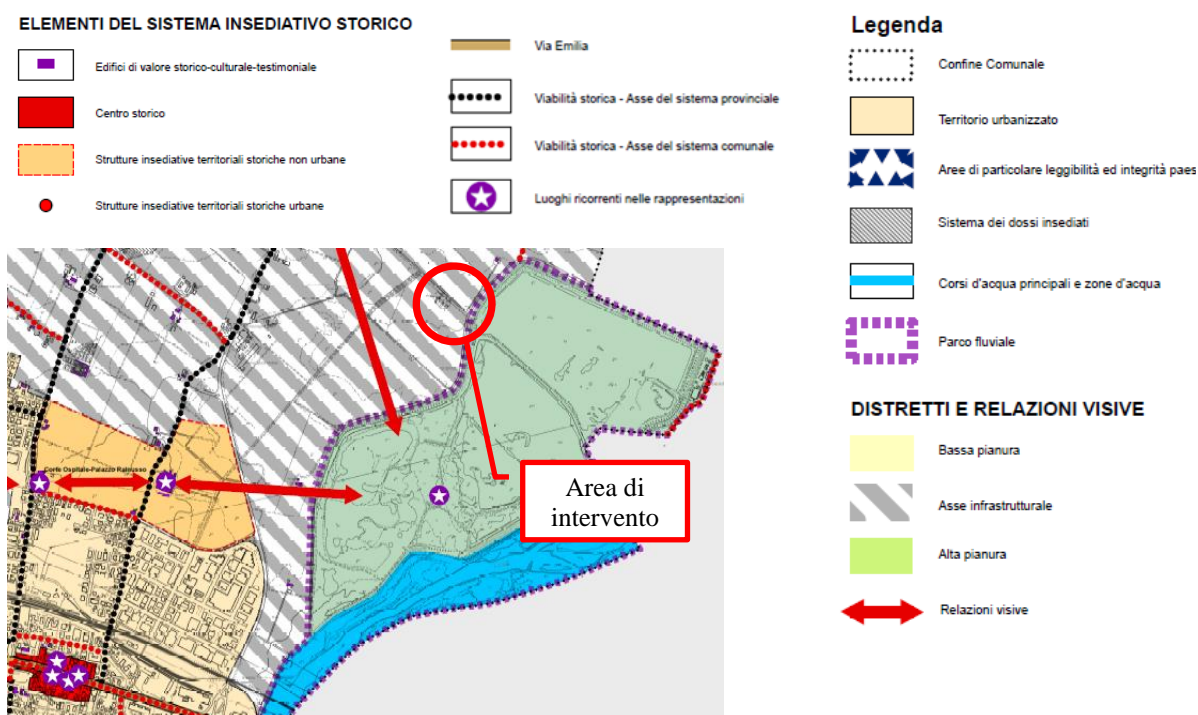 ELEMENTI DEL SISTEMA INSEDIATIVO STORICO
Edifici di valore storico-culturale-testimoniale
Centro storico
Strutture insediative territoriali storiche non urbane
Strutture insediative territoriali storiche urbane
Via Emilia
Viabilità storica - Asse del sistema provinciale
Viabilità storica - Asse del sistema comunale
Luoghi ricorrenti nelle rappresentazioni
Legenda
Confine Comunale
Territorio urbanizzato
Aree di particolare leggibilità ed integrità paes
Sistema dei dossi insediati
Corsi d'acqua principali e zone d'acqua
Parco fluviale
DISTRETTI E RELAZIONI VISIVE
Bassa pianura
Asse infrastrutturale
Alta pianura
Relazioni visive
Corte Ospitale-Palazzo Rainusso
Area di
intervento